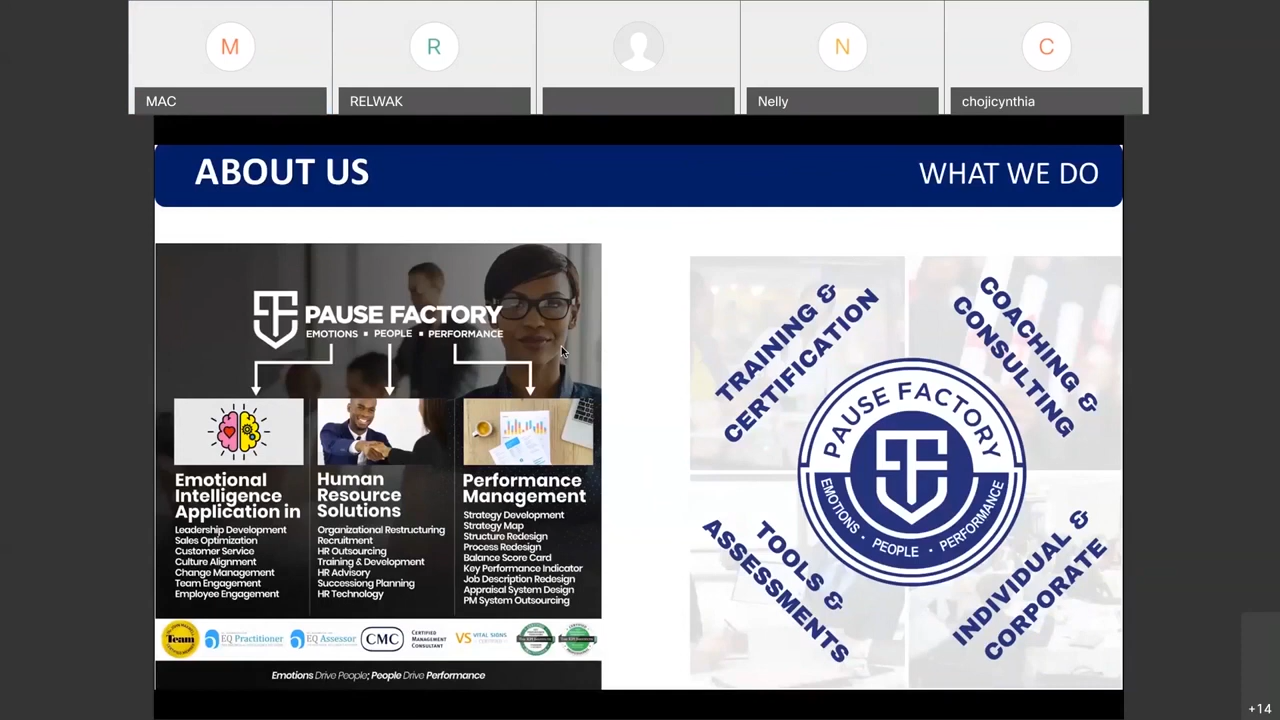 M
R
N
C
MAC
RELWAK
Nelly
chojicynthia
ABOUT US
WHAT WE DO
PAUSE FACTORY
EMOTIONS ▪ PEOPLE ▪ PERFORMANCE
Emotional
Intelligence
Application in
Leadership Development
Sales Optimization
Customer Service
Culture Alignment
Change Management
Team Engagement
Employee Engagement
Human
Resource
Solutions
Organizational Restructuring
Recruitment
HR Outsourcing
Training & Development
HR Advisory
Successiong Planning
HR Technology
Performance
Management
Strategy Development
Strategy Map
Structure Redesign
Process Redesign
Balance Score Card
Key Performance Indicator
Job Description Redesign
Appraisal System Design
PM System Outsourcing
Team
EQ Practitioner
EQ Assessor
CMC
CERTIFIED
MANAGEMENT
CONSULTANT
VS VITAL SIGNS
Emotions Drive People; People Drive Performance
TRAINING &
CERTIFICATION
COACHING &
CONSULTING
PAUSE FACTORY
EMOTIONS • PEOPLE • PERFORMANCE
TOOLS &
ASSESSMENTS
INDIVIDUAL &
CORPORATE
+14